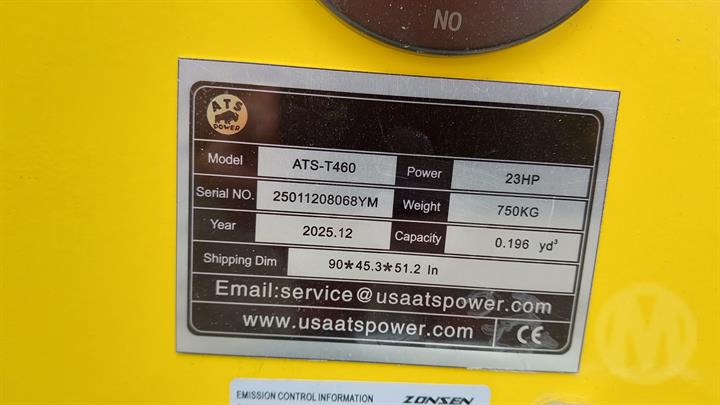 NO
ATS
POWER
Model ATS-T460 Power 23HP
Serial NO. 25011208068YM Weight 750KG
Year 2025.12 Capacity 0.196 yd³
Shipping Dim 90*45.3*51.2 In
Email:service@usaatspower.com
www.usaatspower.com CE
M
EMISSION CONTROL INFORMATION ZONSEN